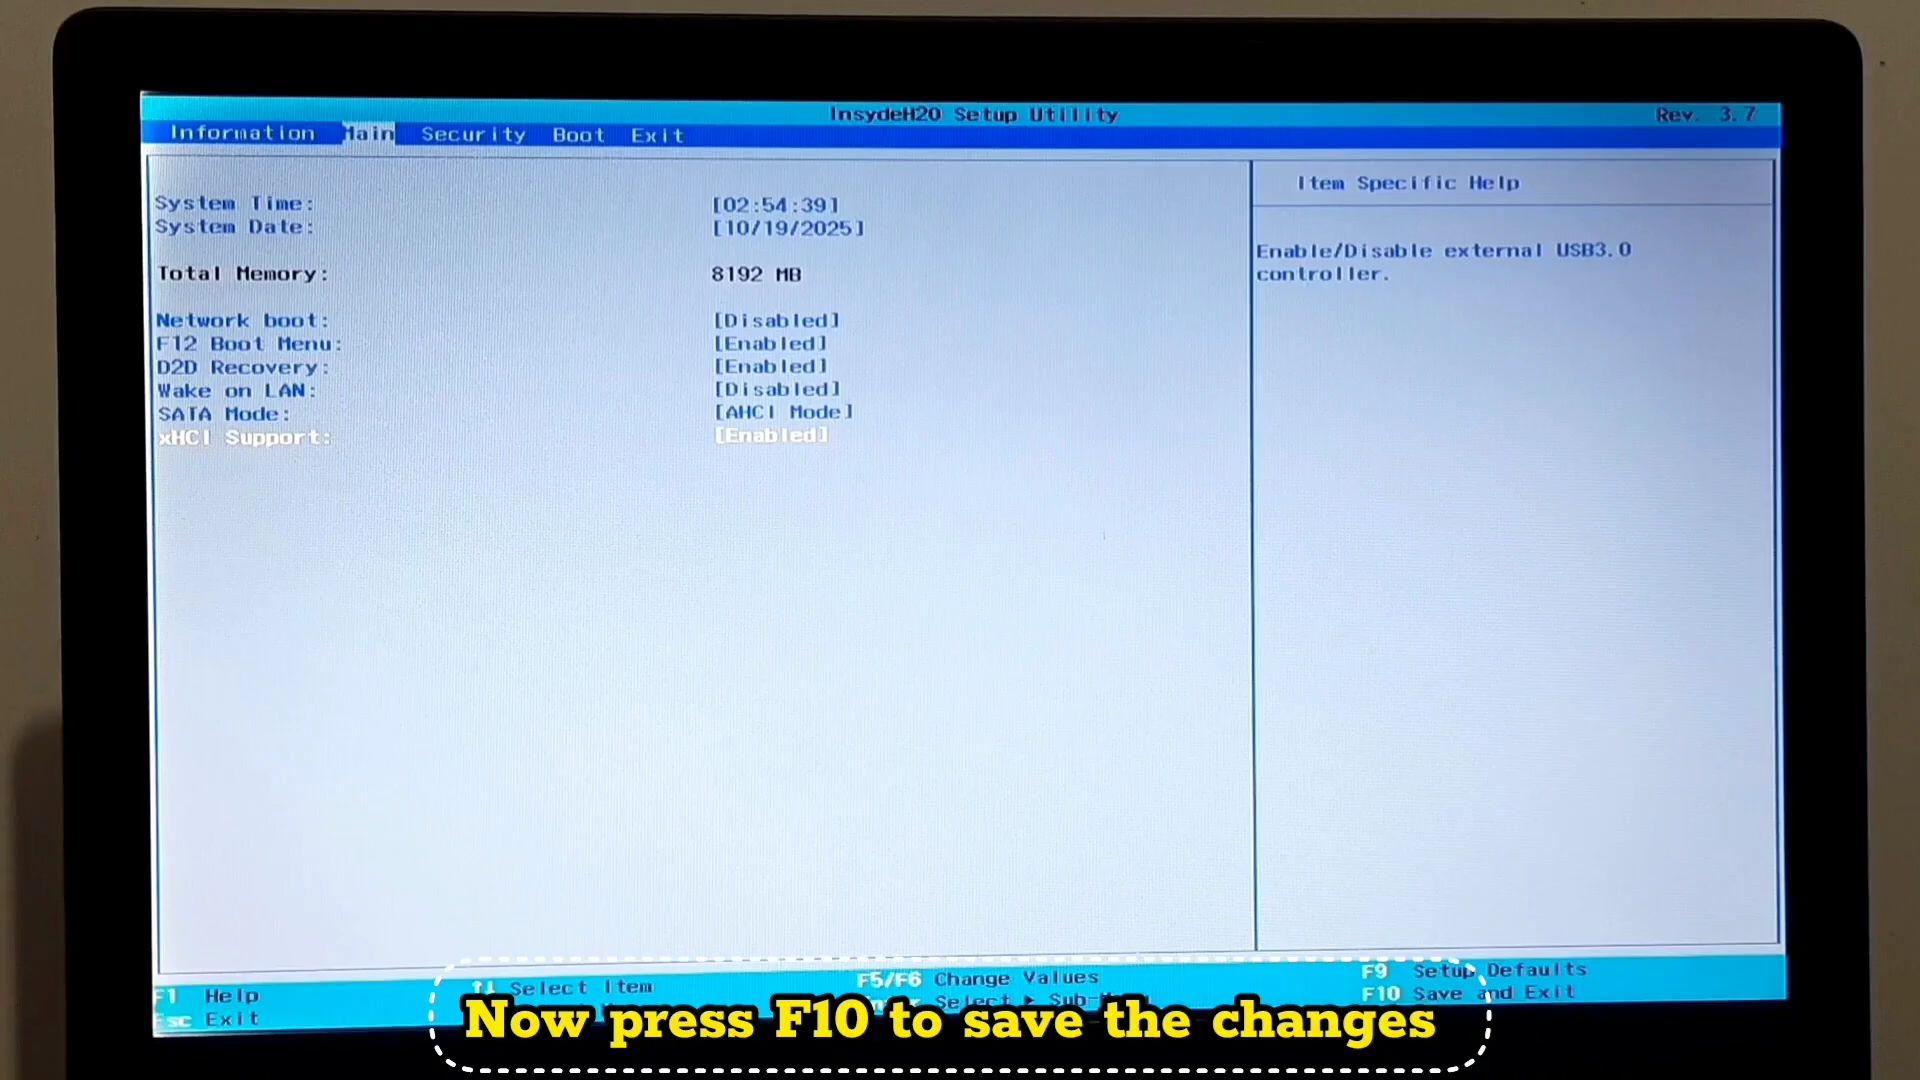 InsydeH20 Setup Utility Rev. 3.7
Information Main Security Boot Exit
Item Specific Help
System Time: [02:54:39]
System Date: [10/19/2025]
Enable/Disable external USB3.0
controller.
Total Memory: 8192 MB
Network boot: [Disabled]
F12 Boot Menu: [Enabled]
D2D Recovery: [Enabled]
Wake on LAN: [Disabled]
SATA Mode: [AHCI Mode]
xHCI Support: [Enabled]
F1 Help ↑↓ Select Item F5/F6 Change Values F9 Setup Defaults
Esc Exit Select ▶ F10 Save and Exit
Now press F10 to save the changes